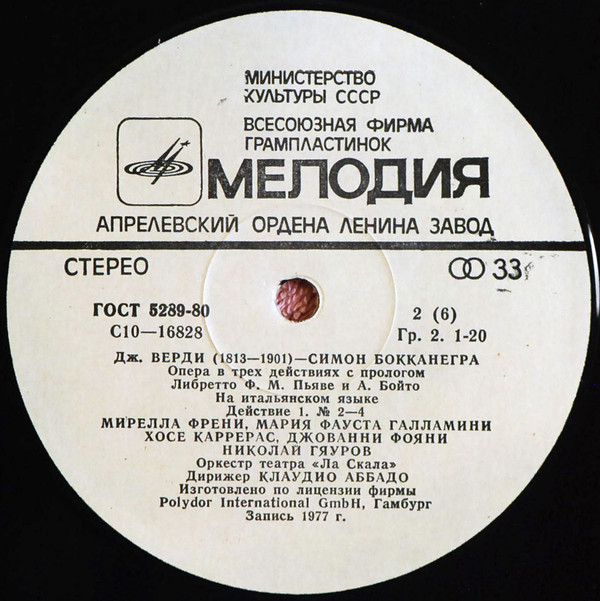 МИНИСТЕРСТВО
КУЛЬТУРЫ СССР
ВСЕСОЮЗНАЯ ФИРМА
ГРАМПЛАСТИНОК
МЕЛОДИЯ
АПРЕЛЕВСКИЙ ОРДЕНА ЛЕНИНА ЗАВОД
СТЕРЕО 33
ГОСТ 5289-80 2 (6)
С10—16828 Гр. 2. 1-20
Дж. ВЕРДИ (1813—1901)—СИМОН БОККАНЕГРА
Опера в трех действиях с прологом
Либретто Ф. М. Пьяве и А. Бойто
На итальянском языке
Действие 1. № 2—4
МИРЕЛЛА ФРЕНИ, МАРИЯ ФАУСТА ГАЛЛАМИНИ
ХОСЕ КАРРЕРАС, ДЖОВАННИ ФОЯНИ
НИКОЛАЙ ГЯУРОВ
Оркестр театра «Ла Скала»
Дирижер КЛАУДИО АББАДО
Изготовлено по лицензии фирмы
Polydor International GmbH, Гамбург
Запись 1977 г.